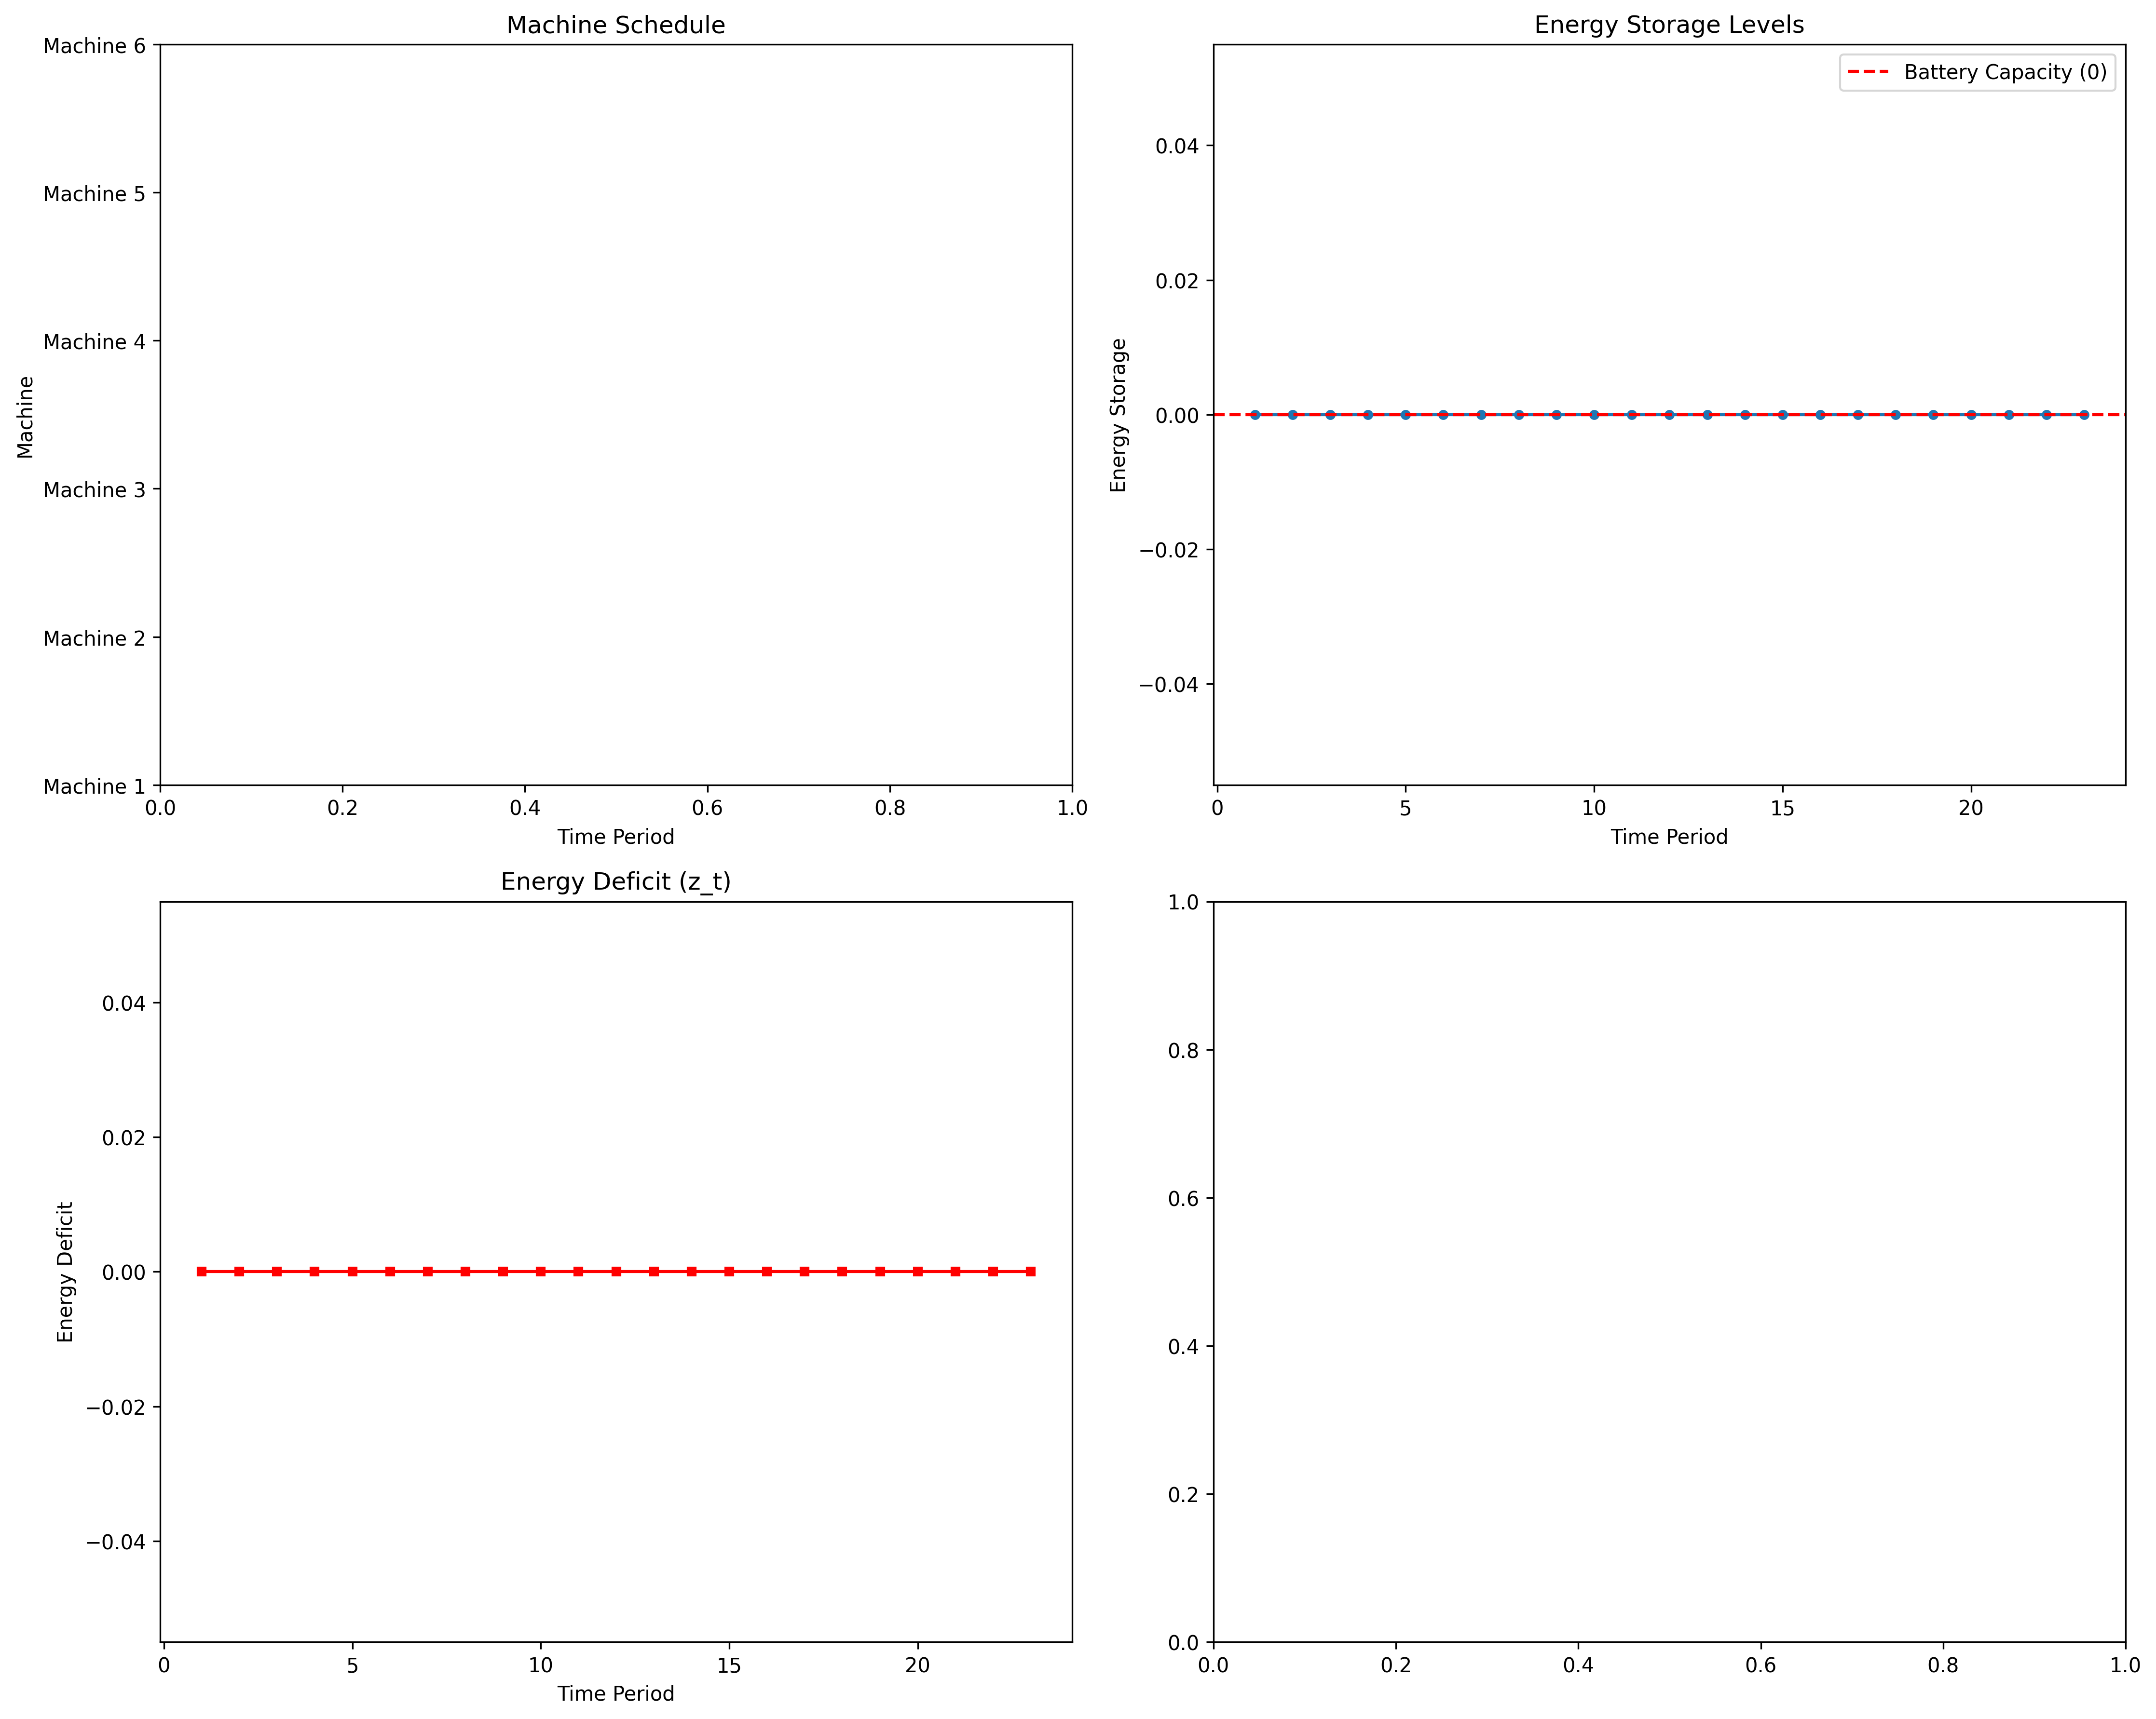 Machine Schedule
Machine 6
Machine 5
Machine 4
Machine 3
Machine 2
Machine 1
Machine
0.0 0.2 0.4 0.6 0.8 1.0
Time Period
Energy Storage Levels
Battery Capacity (0)
0.04
0.02
0.00
−0.02
−0.04
Energy Storage
0 5 10 15 20
Time Period
Energy Deficit (z_t)
0.04
0.02
0.00
−0.02
−0.04
Energy Deficit
0 5 10 15 20
Time Period
1.0
0.8
0.6
0.4
0.2
0.0
0.0 0.2 0.4 0.6 0.8 1.0